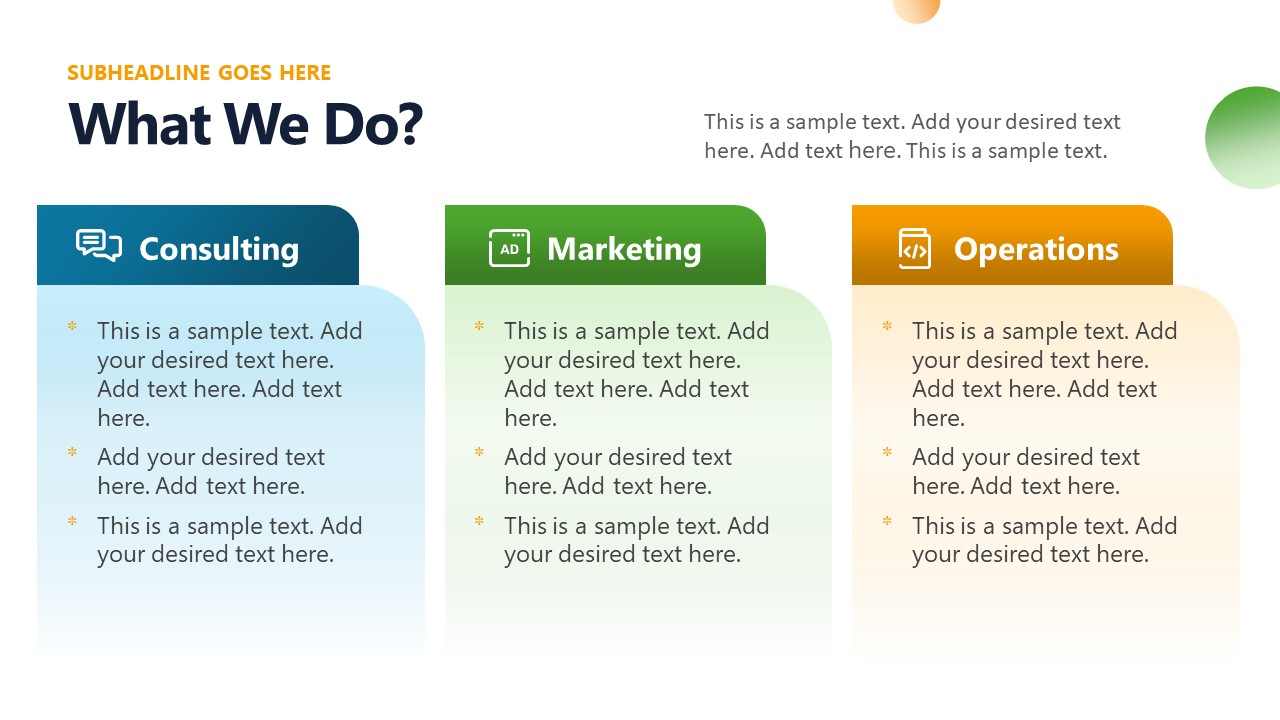 SUBHEADLINE GOES HERE
What We Do?
This is a sample text. Add your desired text
here. Add text here. This is a sample text.
Consulting
* This is a sample text. Add
your desired text here.
Add text here. Add text
here.
* Add your desired text
here. Add text here.
* This is a sample text. Add
your desired text here.
AD
Marketing
* This is a sample text. Add
your desired text here.
Add text here. Add text
here.
* Add your desired text
here. Add text here.
* This is a sample text. Add
your desired text here.
</>
Operations
* This is a sample text. Add
your desired text here.
Add text here. Add text
here.
* Add your desired text
here. Add text here.
* This is a sample text. Add
your desired text here.